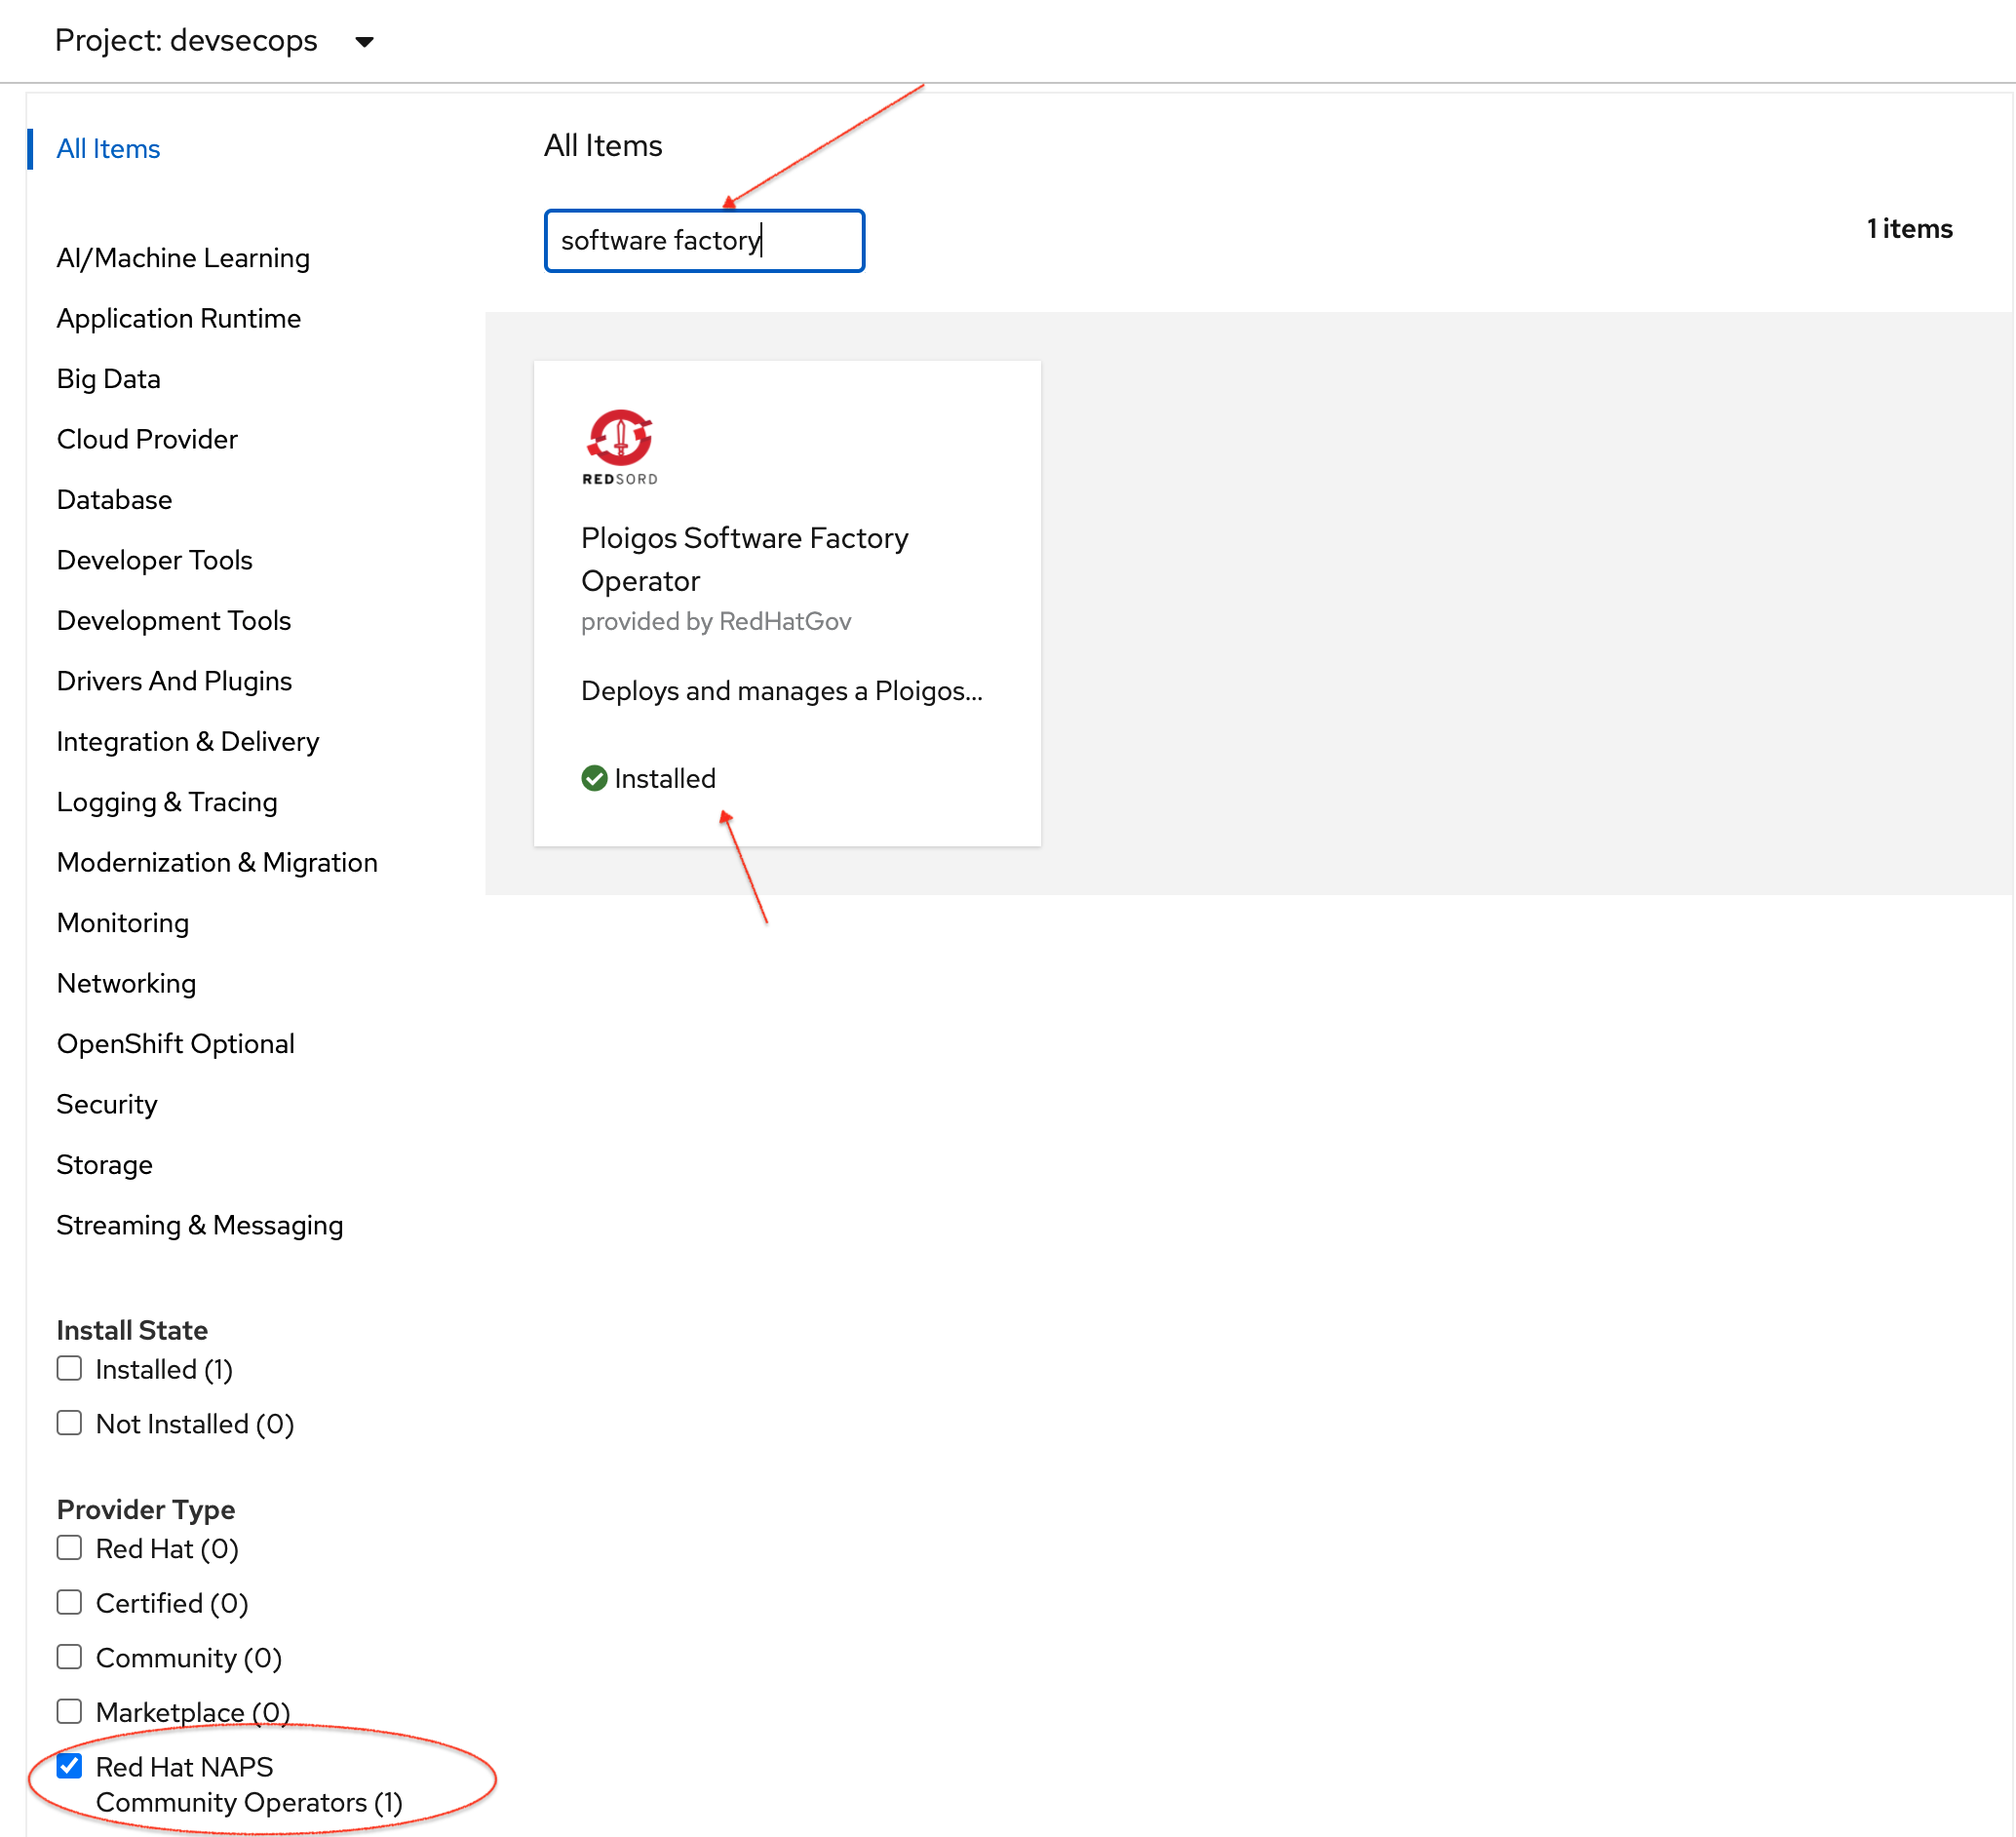 Project: devsecops
All Items
AI/Machine Learning
Application Runtime
Big Data
Cloud Provider
Database
Developer Tools
Development Tools
Drivers And Plugins
Integration & Delivery
Logging & Tracing
Modernization & Migration
Monitoring
Networking
OpenShift Optional
Security
Storage
Streaming & Messaging
Install State
Installed (1)
Not Installed (0)
Provider Type
Red Hat (0)
Certified (0)
Community (0)
Marketplace (0)
Red Hat NAPS
Community Operators (1)
All Items
software factory
1 items
REDSORD
Ploigos Software Factory
Operator
provided by RedHatGov
Deploys and manages a Ploigos...
Installed